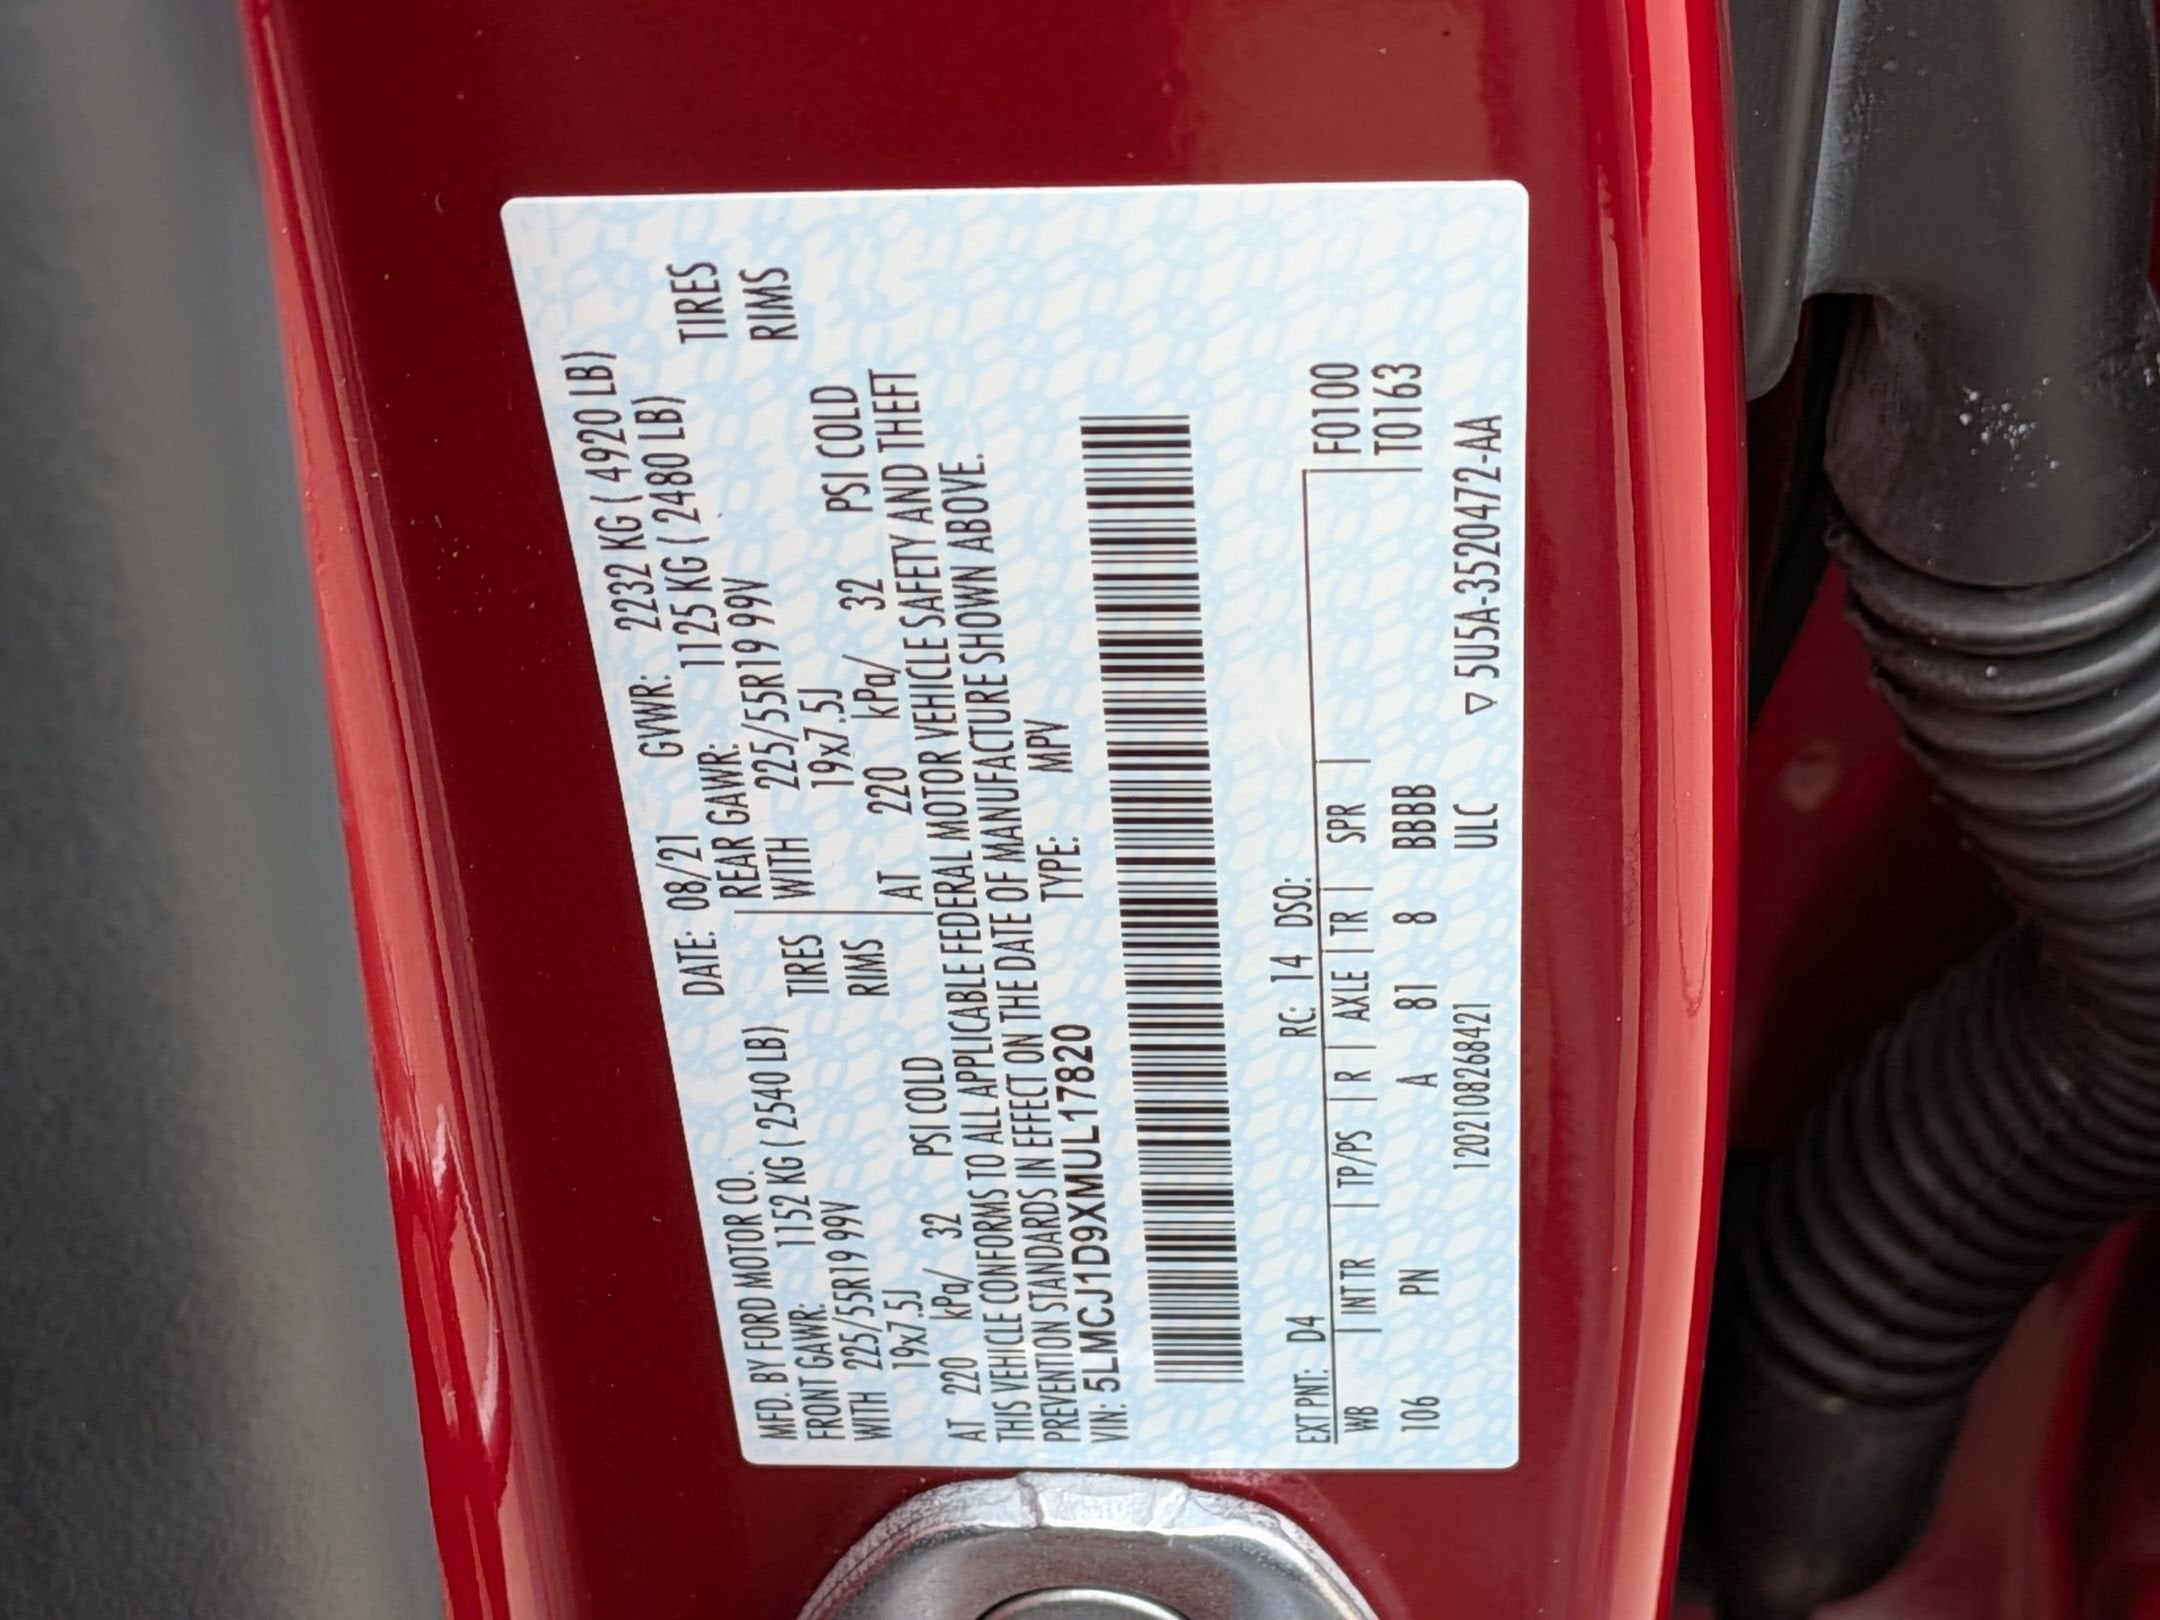 MFD. BY FORD MOTOR CO. DATE: 08/21 GVWR: 2232 KG ( 4920 LB)
FRONT GAWR: 1152 KG ( 2540 LB) REAR GAWR: 1125 KG ( 2480 LB)
WITH 225/55R19 99V TIRES WITH 225/55R19 99V TIRES
19x7.5J RIMS 19x7.5J RIMS
AT 220 kPa/ 32 PSI COLD AT 220 kPa/ 32 PSI COLD
THIS VEHICLE CONFORMS TO ALL APPLICABLE FEDERAL MOTOR VEHICLE SAFETY AND THEFT
PREVENTION STANDARDS IN EFFECT ON THE DATE OF MANUFACTURE SHOWN ABOVE.
VIN: 5LMCJ1D9XMUL17820 TYPE: MPV
EXT PNT: D4 RC: 14 DSO:
WB | INT TR | TP/PS | R | AXLE | TR | SPR | F0100
106 PN A 81 8 BBBB T0163
12021082684​21 ULC ▽ 5U5A-3520472-AA